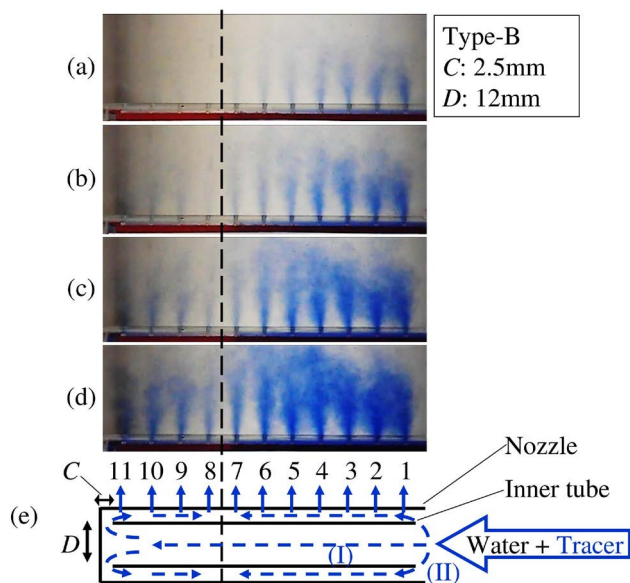 (a)
Type-B
C: 2.5mm
D: 12mm
(b)
(c)
(d)
C
11 10 9 8 7 6 5 4 3 2 1
Nozzle
Inner tube
(e)
D
(I)
Water + Tracer
(II)